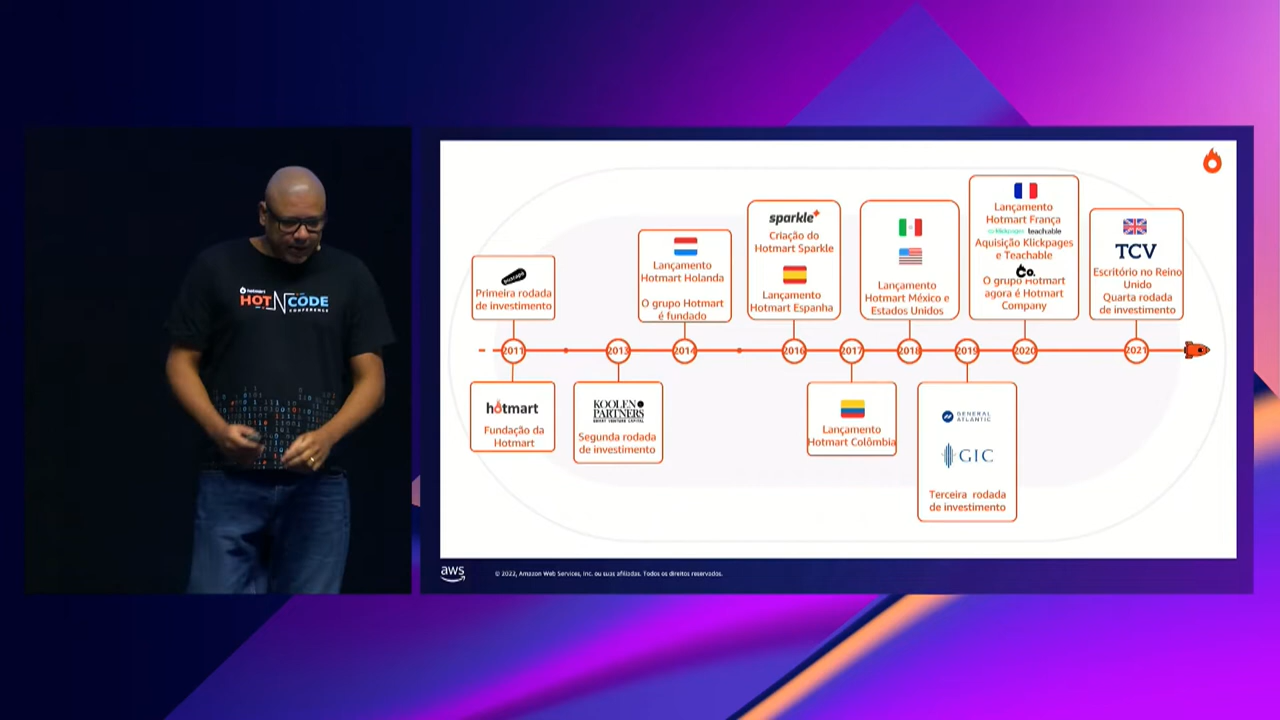 hotmart
HOT N CODE
CONFERENCE
buscapé
Primeira rodada
de investimento
Lançamento
Hotmart Holanda
O grupo Hotmart
é fundado
sparkle
Criação do
Hotmart Sparkle
Lançamento
Hotmart Espanha
Lançamento
Hotmart México e
Estados Unidos
Lançamento
Hotmart França
klickpages teachable
Aquisição Klickpages
e Teachable
Co.
O grupo Hotmart
agora é Hotmart
Company
TCV
Escritório no Reino
Unido
Quarta rodada
de investimento
2011 2013 2014 2016 2017 2018 2019 2020 2021
hotmart
Fundação da
Hotmart
KOOLEN
PARTNERS
Segunda rodada
de investimento
Lançamento
Hotmart Colômbia
GENERAL
ATLANTIC
GIC
Terceira rodada
de investimento
aws
© 2022, Amazon Web Services, Inc. ou suas afiliadas. Todos os direitos reservados.